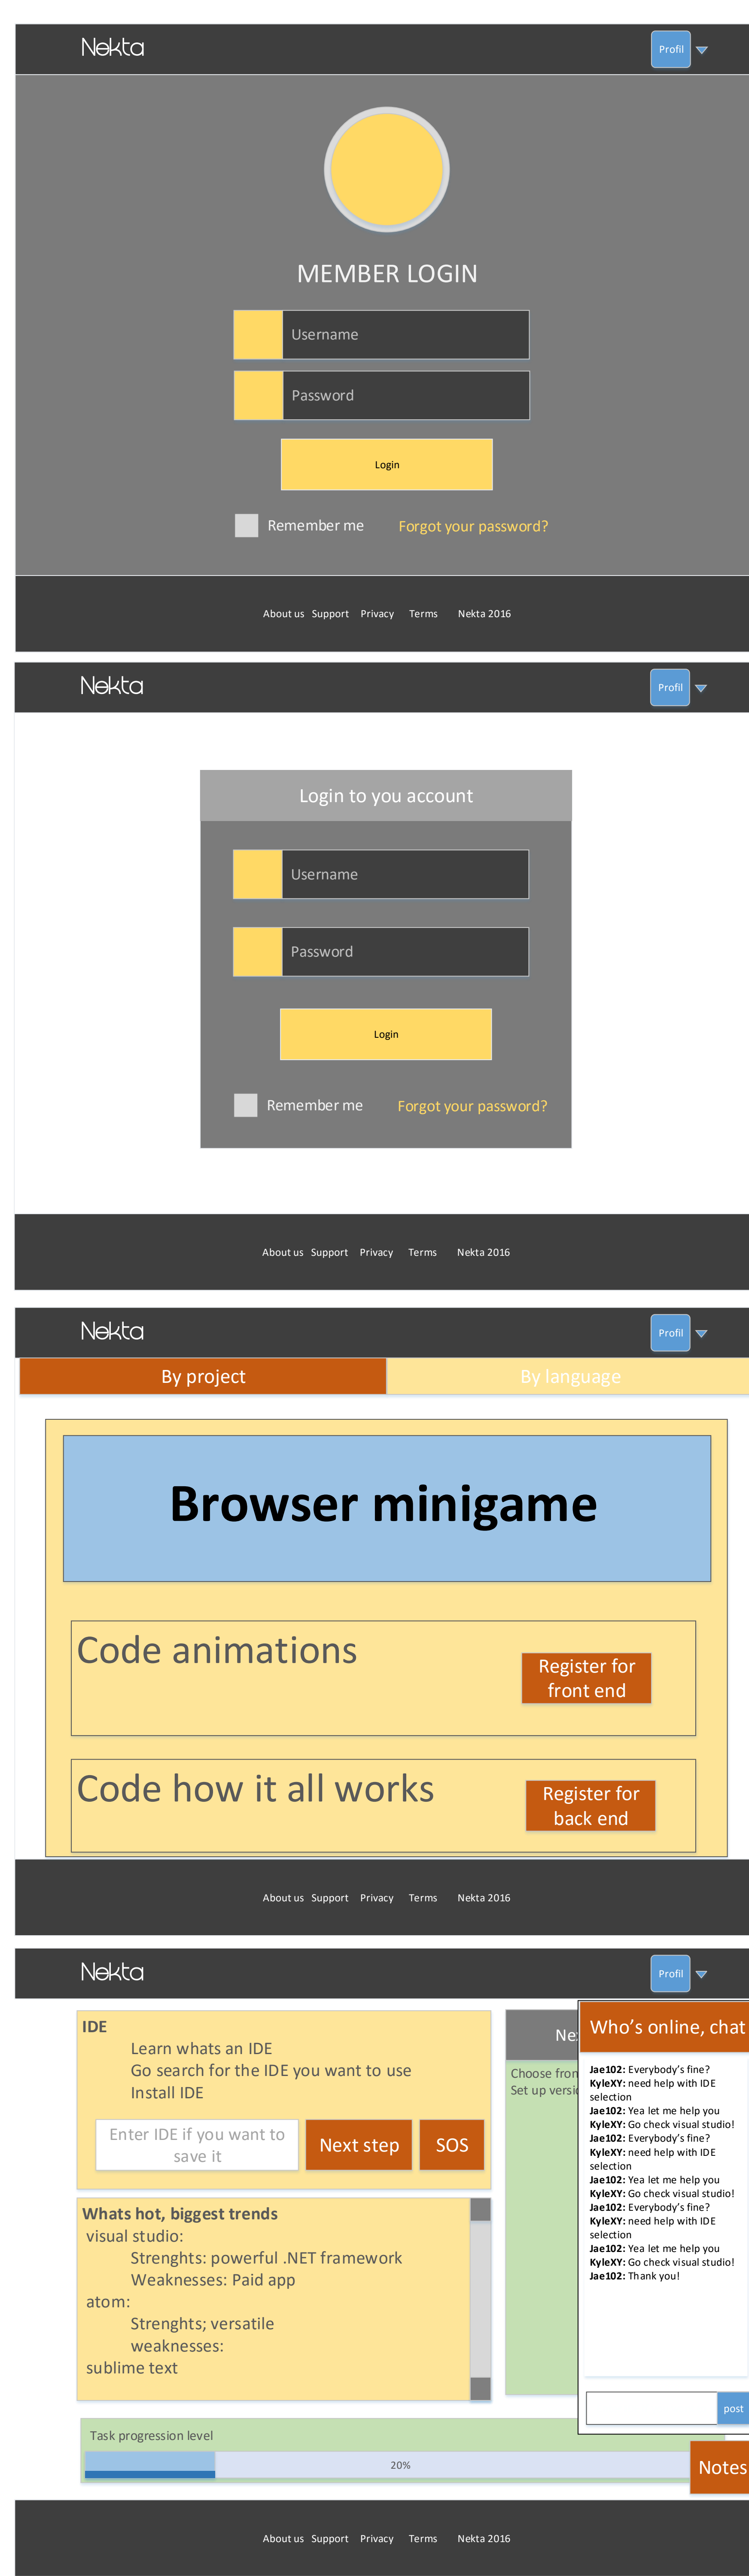 Nekta
Profil
MEMBER LOGIN
Username
Password
Login
Remember me
Forgot your password?
About us Support Privacy Terms Nekta 2016
Nekta
Profil
Login to you account
Username
Password
Login
Remember me
Forgot your password?
About us Support Privacy Terms Nekta 2016
Nekta
Profil
By project
By language
Browser minigame
Code animations
Register for
front end
Code how it all works
Register for
back end
About us Support Privacy Terms Nekta 2016
Nekta
Profil
IDE
Learn whats an IDE
Go search for the IDE you want to use
Install IDE
Enter IDE if you want to
save it
Next step
SOS
Whats hot, biggest trends
visual studio:
Strenghts: powerful .NET framework
Weaknesses: Paid app
atom:
Strenghts; versatile
weaknesses:
sublime text
Choose
Set up
Who's online, chat
Jae102: Everybody's fine?
KyleXY: need help with IDE
selection
Jae102: Yea let me help you
KyleXY: Go check visual studio!
Jae102: Everybody's fine?
KyleXY: need help with IDE
selection
Jae102: Yea let me help you
KyleXY: Go check visual studio!
Jae102: Everybody's fine?
KyleXY: need help with IDE
selection
Jae102: Yea let me help you
KyleXY: Go check visual studio!
Jae102: Thank you!
post
Task progression level
20%
Notes
About us Support Privacy Terms Nekta 2016